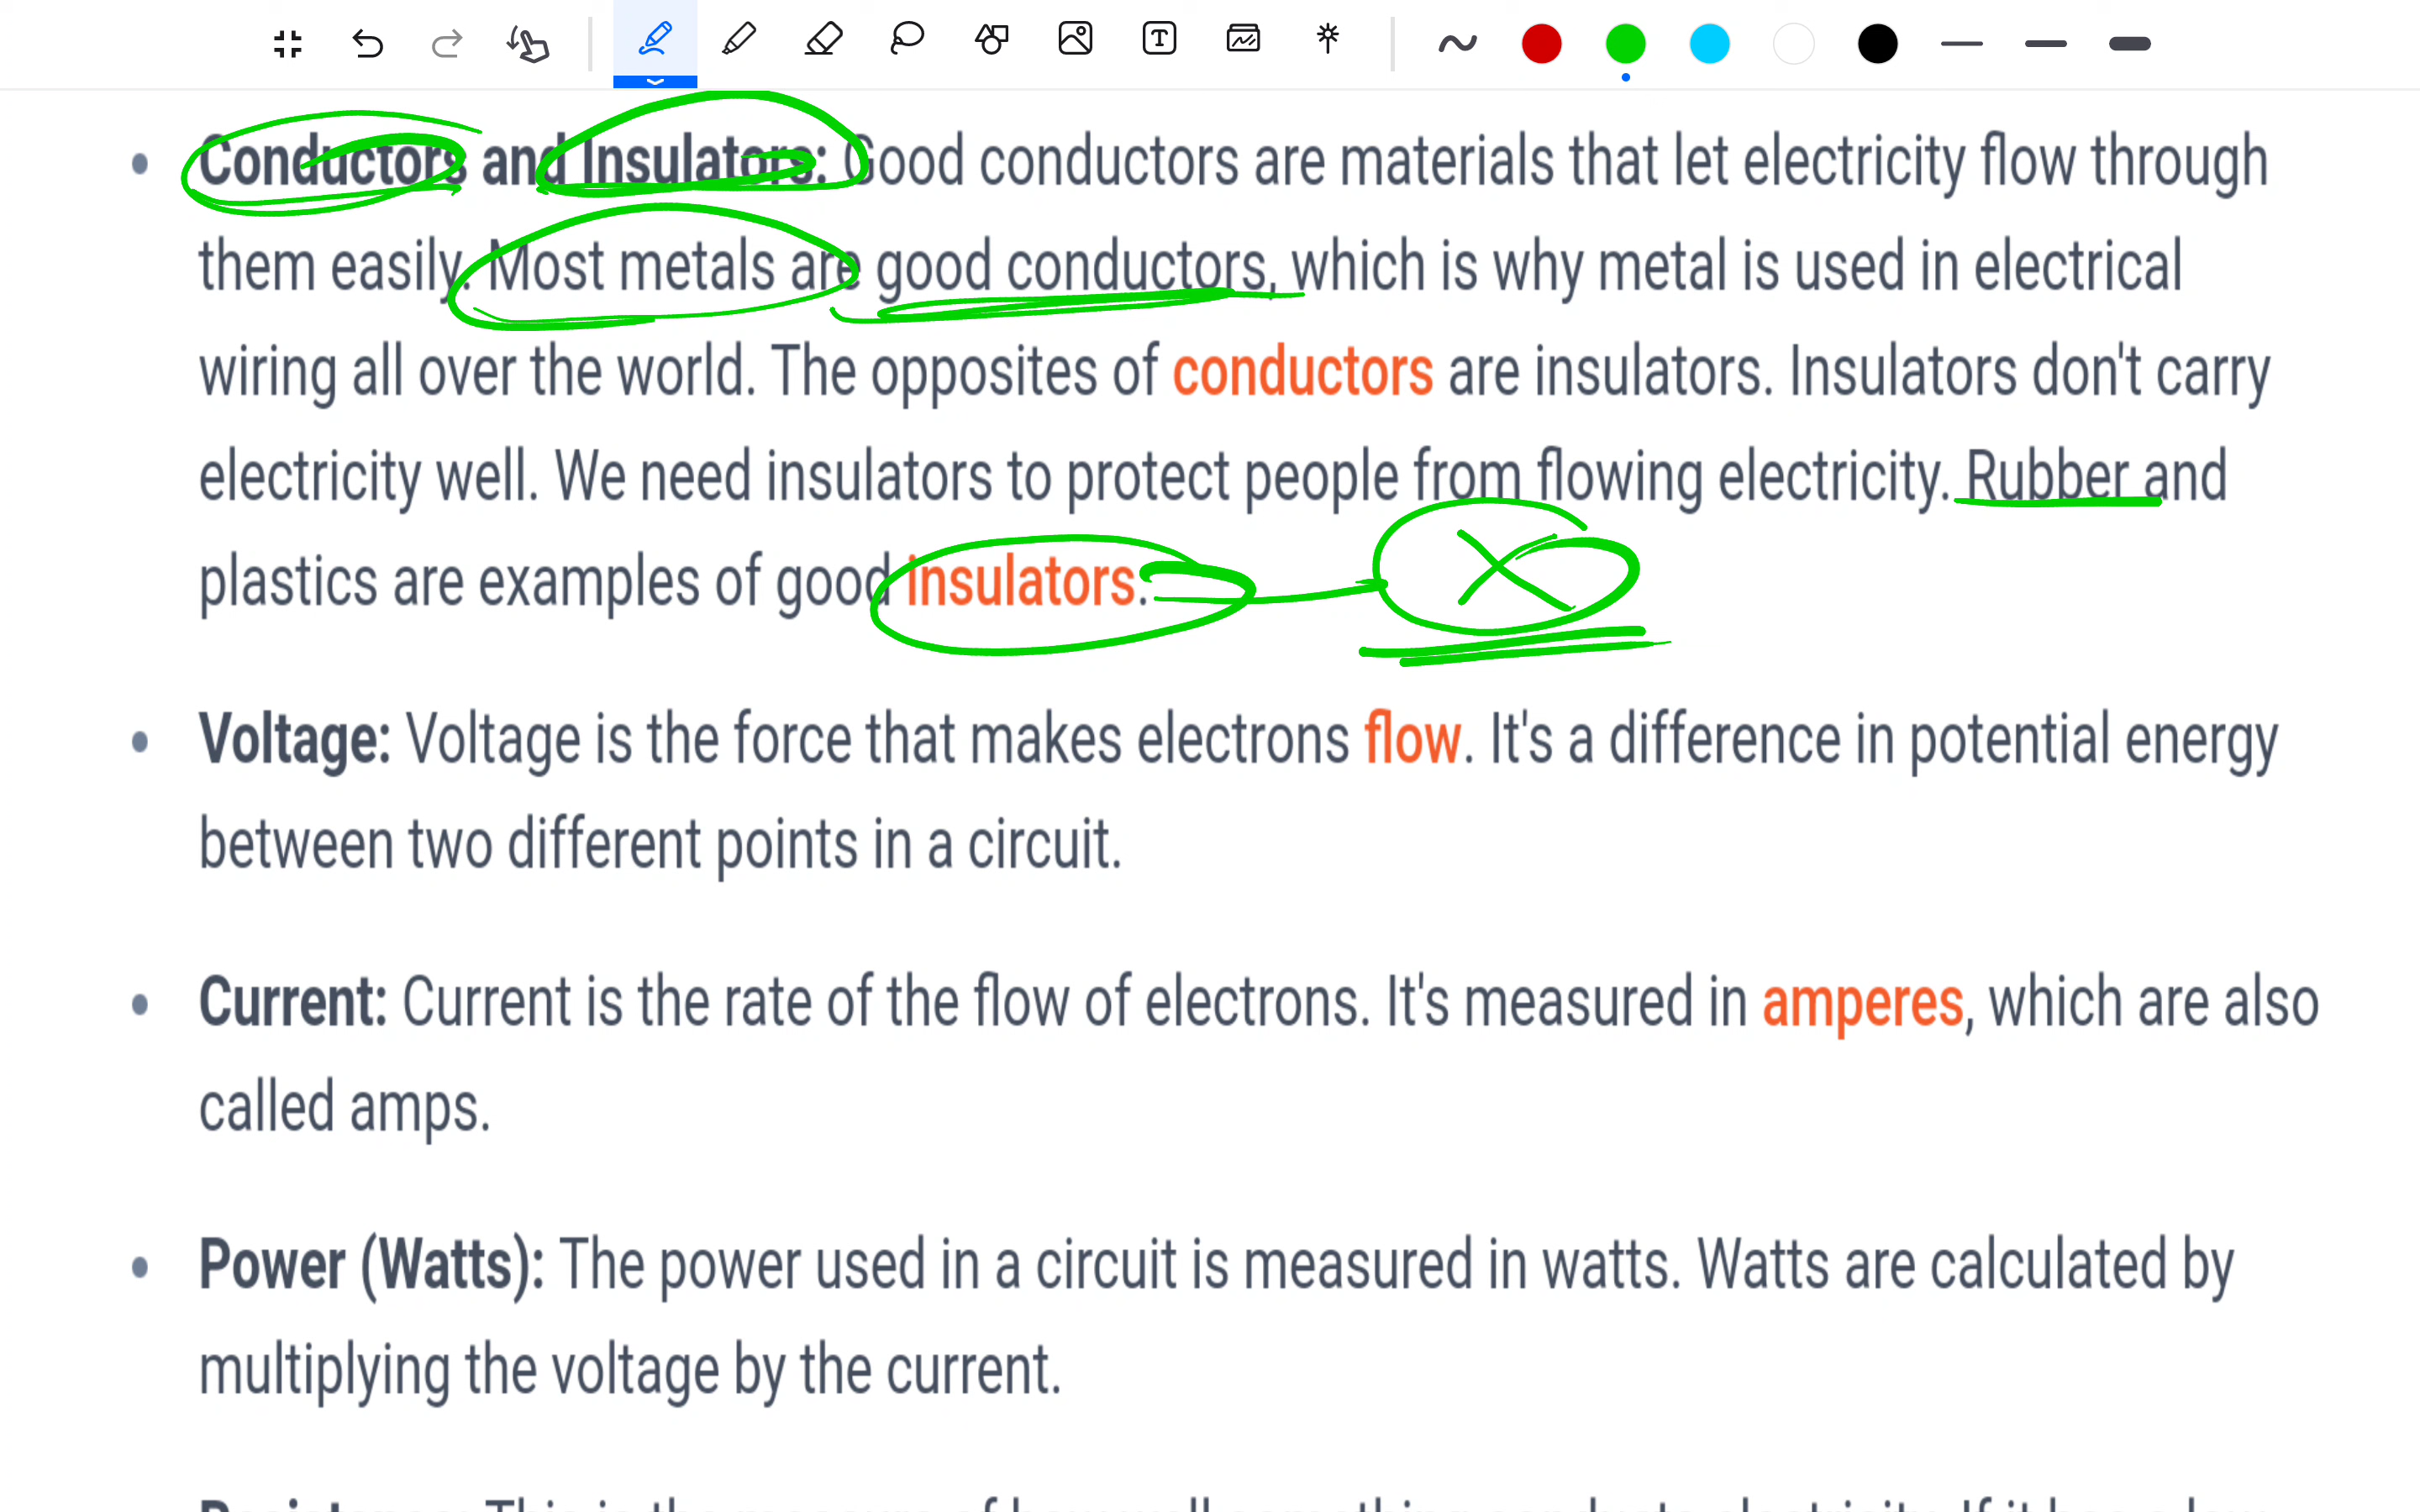 Conductors and Insulators: Good conductors are materials that let electricity flow through
them easily. Most metals are good conductors, which is why metal is used in electrical
wiring all over the world. The opposites of conductors are insulators. Insulators don't carry
electricity well. We need insulators to protect people from flowing electricity. Rubber and
plastics are examples of good insulators.
Voltage: Voltage is the force that makes electrons flow. It's a difference in potential energy
between two different points in a circuit.
Current: Current is the rate of the flow of electrons. It's measured in amperes, which are also
called amps.
Power (Watts): The power used in a circuit is measured in watts. Watts are calculated by
multiplying the voltage by the current.